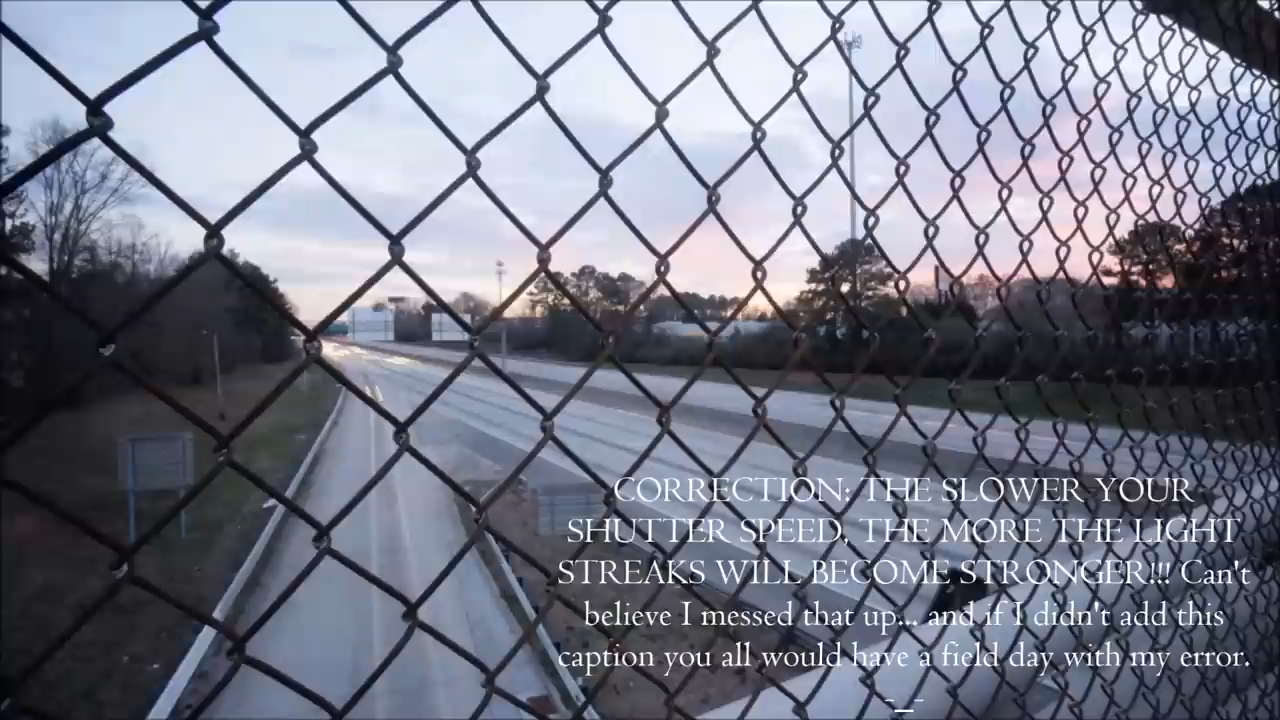 CORRECTION: THE SLOWER YOUR
SHUTTER SPEED, THE MORE THE LIGHT
STREAKS WILL BECOME STRONGER!!! Can't
believe I messed that up... and if I didn't add this
caption you all would have a field day with my error.
-_-